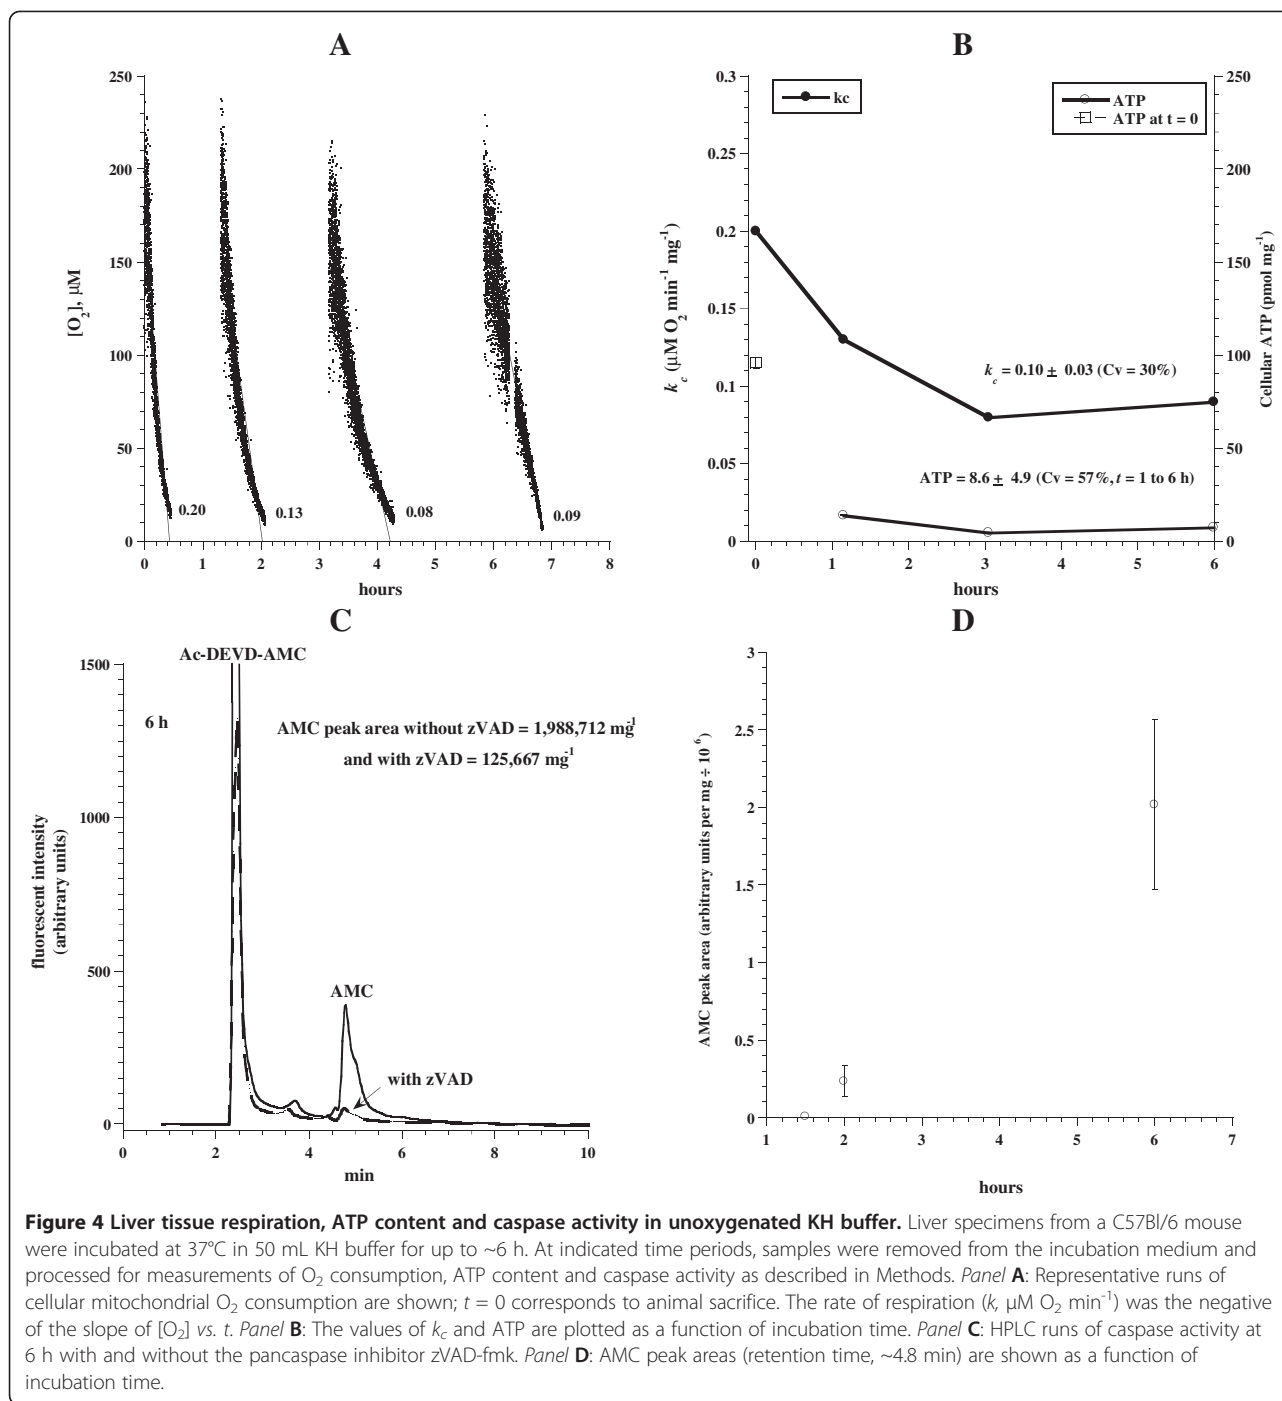 A
250
200
150
100
50
0
[O2], µM
0.20
0.13
0.08
0.09
0 1 2 3 4 5 6 7 8
hours
B
0.3
0.25
0.2
0.15
0.1
0.05
0
kc (µM O2 min-1 mg-1)
kc
ATP
ATP at t = 0
kc = 0.10 ± 0.03 (Cv = 30%)
ATP = 8.6 ± 4.9 (Cv = 57%, t = 1 to 6 h)
250
200
150
100
50
0
Cellular ATP (pmol mg-1)
0 1 2 3 4 5 6
hours
C
Ac-DEVD-AMC
1500
1000
500
0
fluorescent intensity
(arbitrary units)
6 h
AMC peak area without zVAD = 1,988,712 mg-1
and with zVAD = 125,667 mg-1
AMC
with zVAD
0 2 4 6 8 10
min
D
3
2.5
2
1.5
1
0.5
0
AMC peak area (arbitrary units per mg ÷ 10 6)
1 2 3 4 5 6 7
hours
Figure 4 Liver tissue respiration, ATP content and caspase activity in unoxygenated KH buffer. Liver specimens from a C57Bl/6 mouse
were incubated at 37°C in 50 mL KH buffer for up to ~6 h. At indicated time periods, samples were removed from the incubation medium and
processed for measurements of O2 consumption, ATP content and caspase activity as described in Methods. Panel A: Representative runs of
cellular mitochondrial O2 consumption are shown; t = 0 corresponds to animal sacrifice. The rate of respiration (k, µM O2 min-1) was the negative
of the slope of [O2] vs. t. Panel B: The values of kc and ATP are plotted as a function of incubation time. Panel C: HPLC runs of caspase activity at
6 h with and without the pancaspase inhibitor zVAD-fmk. Panel D: AMC peak areas (retention time, ~4.8 min) are shown as a function of
incubation time.